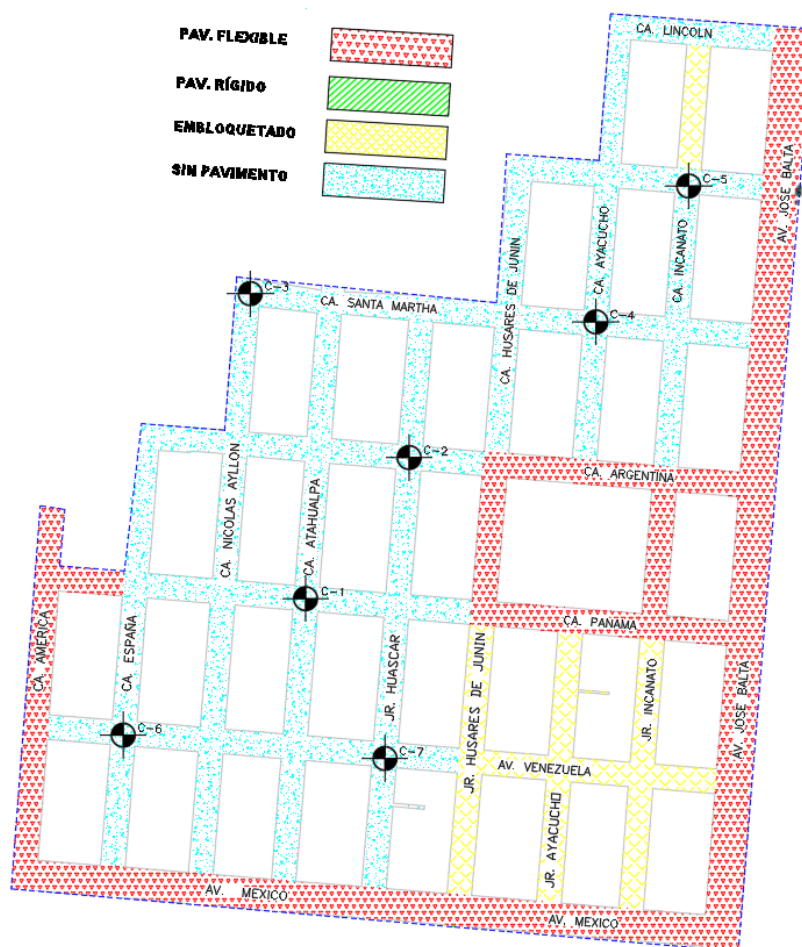 PAV. FLEXIBLE
PAV. RÍGIDO
EMBLOQUETADO
SIN PAVIMENTO
CA. LINCOLN
AV. JOSE BALTA
C-5
CA. INCANATO
CA. AYACUCHO
CA. HUSARES DE JUNIN
C-3
CA. SANTA MARTHA
C-4
C-2
CA. ARGENTINA
CA. NICOLAS AYLLON
CA. ATAHUALPA
C-1
CA. PANAMA
CA. AMERICA
CA. ESPAÑA
JR. HUASCAR
JR. HUSARES DE JUNIN
JR. INCANATO
AV. JOSE BALTA
C-6
C-7
AV. VENEZUELA
JR. AYACUCHO
AV. MEXICO
AV. MEXICO